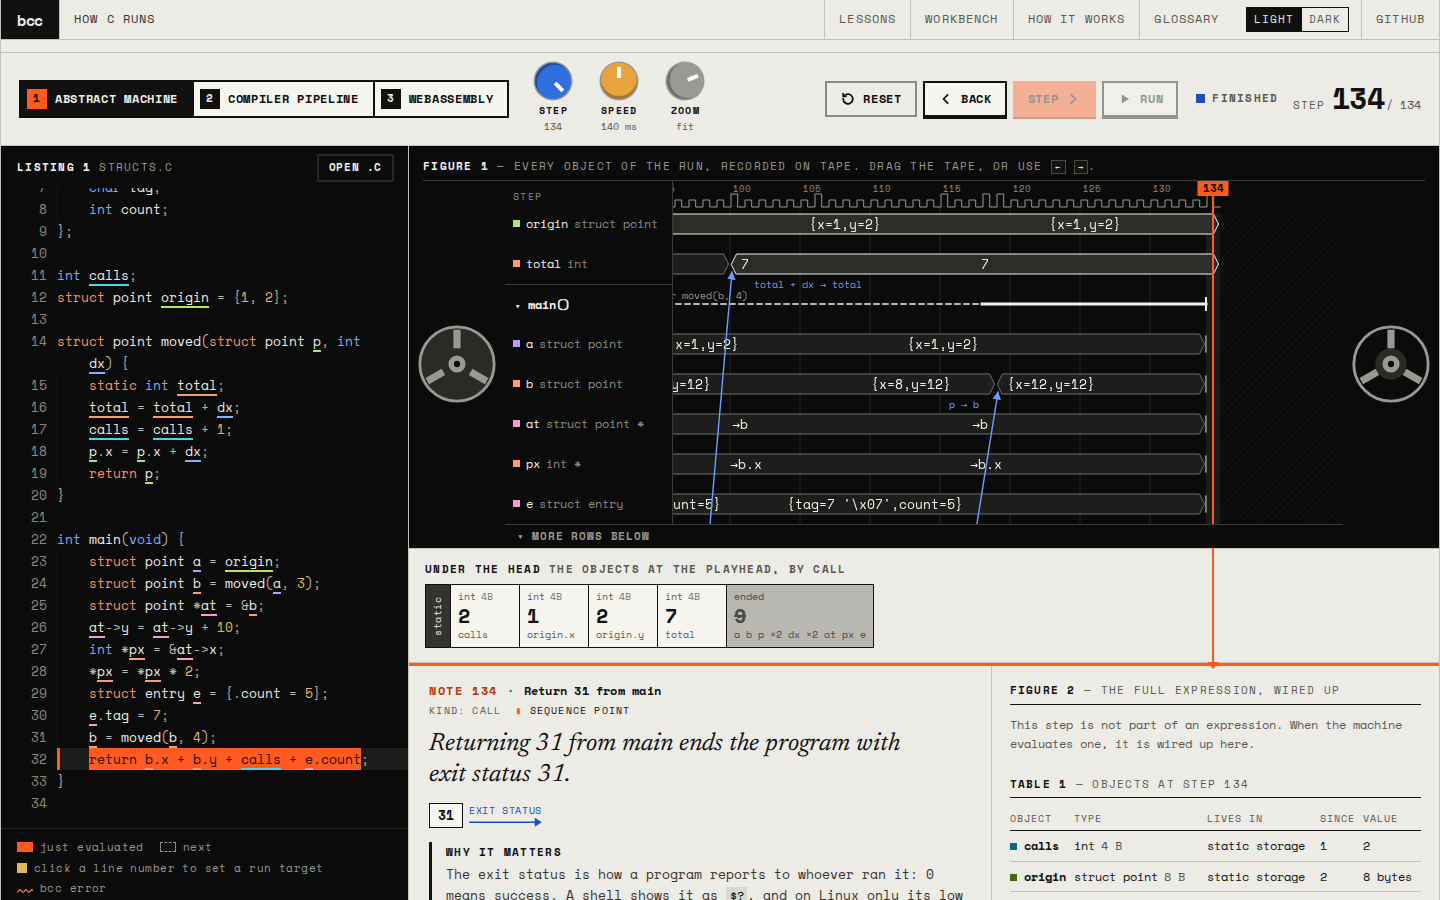 bcc HOW C RUNS LESSONS WORKBENCH HOW IT WORKS GLOSSARY LIGHT DARK GITHUB
1 ABSTRACT MACHINE 2 COMPILER PIPELINE 3 WEBASSEMBLY
STEP
134
SPEED
140 ms
ZOOM
fit
RESET BACK STEP RUN FINISHED STEP 134 / 134
LISTING 1 STRUCTS.C OPEN .C
7 char tag;
8 int count;
9 };
10
11 int calls;
12 struct point origin = {1, 2};
13
14 struct point moved(struct point p, int
dx) {
15 static int total;
16 total = total + dx;
17 calls = calls + 1;
18 p.x = p.x + dx;
19 return p;
20 }
21
22 int main(void) {
23 struct point a = origin;
24 struct point b = moved(a, 3);
25 struct point *at = &b;
26 at->y = at->y + 10;
27 int *px = &at->x;
28 *px = *px * 2;
29 struct entry e = {.count = 5};
30 e.tag = 7;
31 b = moved(b, 4);
32 return b.x + b.y + calls + e.count;
33 }
34
just evaluated next
click a line number to set a run target
bcc error
FIGURE 1 — EVERY OBJECT OF THE RUN, RECORDED ON TAPE. DRAG THE TAPE, OR USE ← →.
STEP 100 105 110 115 120 125 130 134
origin struct point {x=1,y=2} {x=1,y=2}
total int 7 7
total + dx → total
▾ main() r moved(b, 4)
a struct point x=1,y=2} {x=1,y=2}
b struct point y=12} {x=8,y=12} {x=12,y=12}
p → b
at struct point * →b →b
px int * →b.x →b.x
e struct entry unt=5} {tag=7 '\x07',count=5}
▾ MORE ROWS BELOW
UNDER THE HEAD THE OBJECTS AT THE PLAYHEAD, BY CALL
static
int 4B int 4B int 4B int 4B ended
2 1 2 7 9
calls origin.x origin.y total a b p ×2 dx ×2 at px e
NOTE 134 · Return 31 from main
KIND: CALL SEQUENCE POINT
Returning 31 from main ends the program with
exit status 31.
31 EXIT STATUS
WHY IT MATTERS
The exit status is how a program reports to whoever ran it: 0
means success. A shell shows it as $?, and on Linux only its low
FIGURE 2 — THE FULL EXPRESSION, WIRED UP
This step is not part of an expression. When the machine
evaluates one, it is wired up here.
TABLE 1 — OBJECTS AT STEP 134
OBJECT TYPE LIVES IN SINCE VALUE
calls int 4 B static storage 1 2
origin struct point 8 B static storage 2 8 bytes